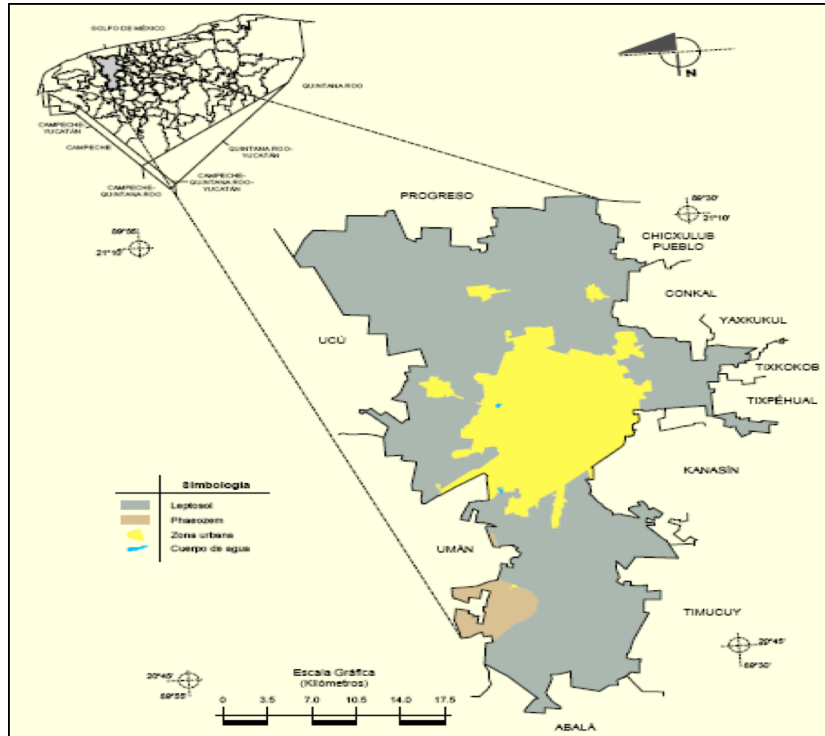 GOLFO DE MÉXICO
N
QUINTANA ROO
CAMPECHE-
YUCATÁN
CAMPECHE
QUINTANA ROO-
YUCATÁN
CAMPECHE-
QUINTANA ROO
CAMPECHE-
QUINTANA ROO-
YUCATÁN
PROGRESO
89°30'
21°10'
89°55'
21°10'
CHICXULUB
PUEBLO
CONKAL
YAXKUKUL
UCÚ
TIXKOKOB
TIXPÉHUAL
KANASÍN
Simbología
Leptosol
Phaeozem
Zona urbana
Cuerpo de agua
UMÁN
TIMUCUY
20°45'
89°30'
20°45'
89°55'
Escala Gráfica
(Kilómetros)
0 3.5 7.0 10.5 14.0 17.5
ABALÁ